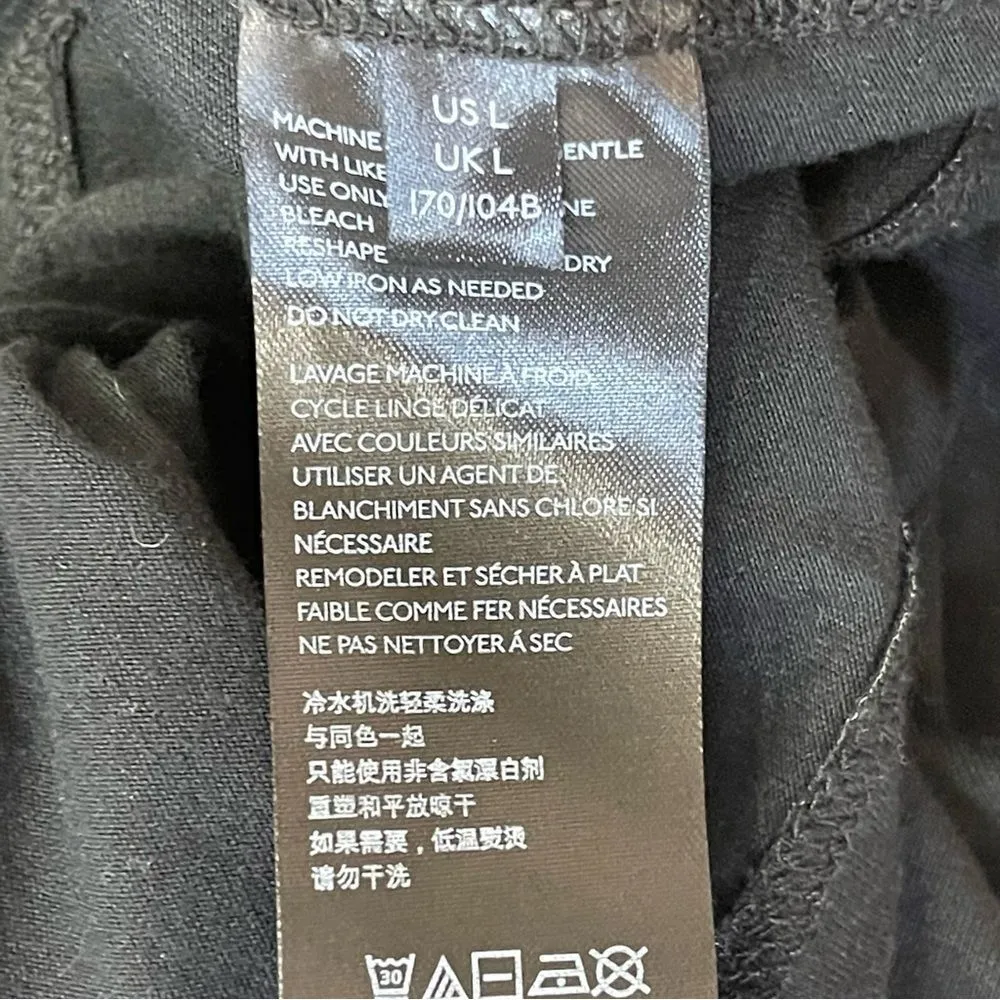 US L
UK L
170/104B
MACHINE ENTLE
WITH LIKE
USE ONLY NE
BLEACH
RESHAPE DRY
LOW IRON AS NEEDED
DO NOT DRY CLEAN
LAVAGE MACHINE À FROID,
CYCLE LINGE DÉLICAT
AVEC COULEURS SIMILAIRES
UTILISER UN AGENT DE
BLANCHIMENT SANS CHLORE SI
NÉCESSAIRE
REMODELER ET SÉCHER À PLAT
FAIBLE COMME FER NÉCESSAIRES
NE PAS NETTOYER Á SEC
冷水机洗轻柔洗涤
与同色一起
只能使用非含氯漂白剂
重塑和平放晾干
如果需要，低温熨烫
请勿干洗
30